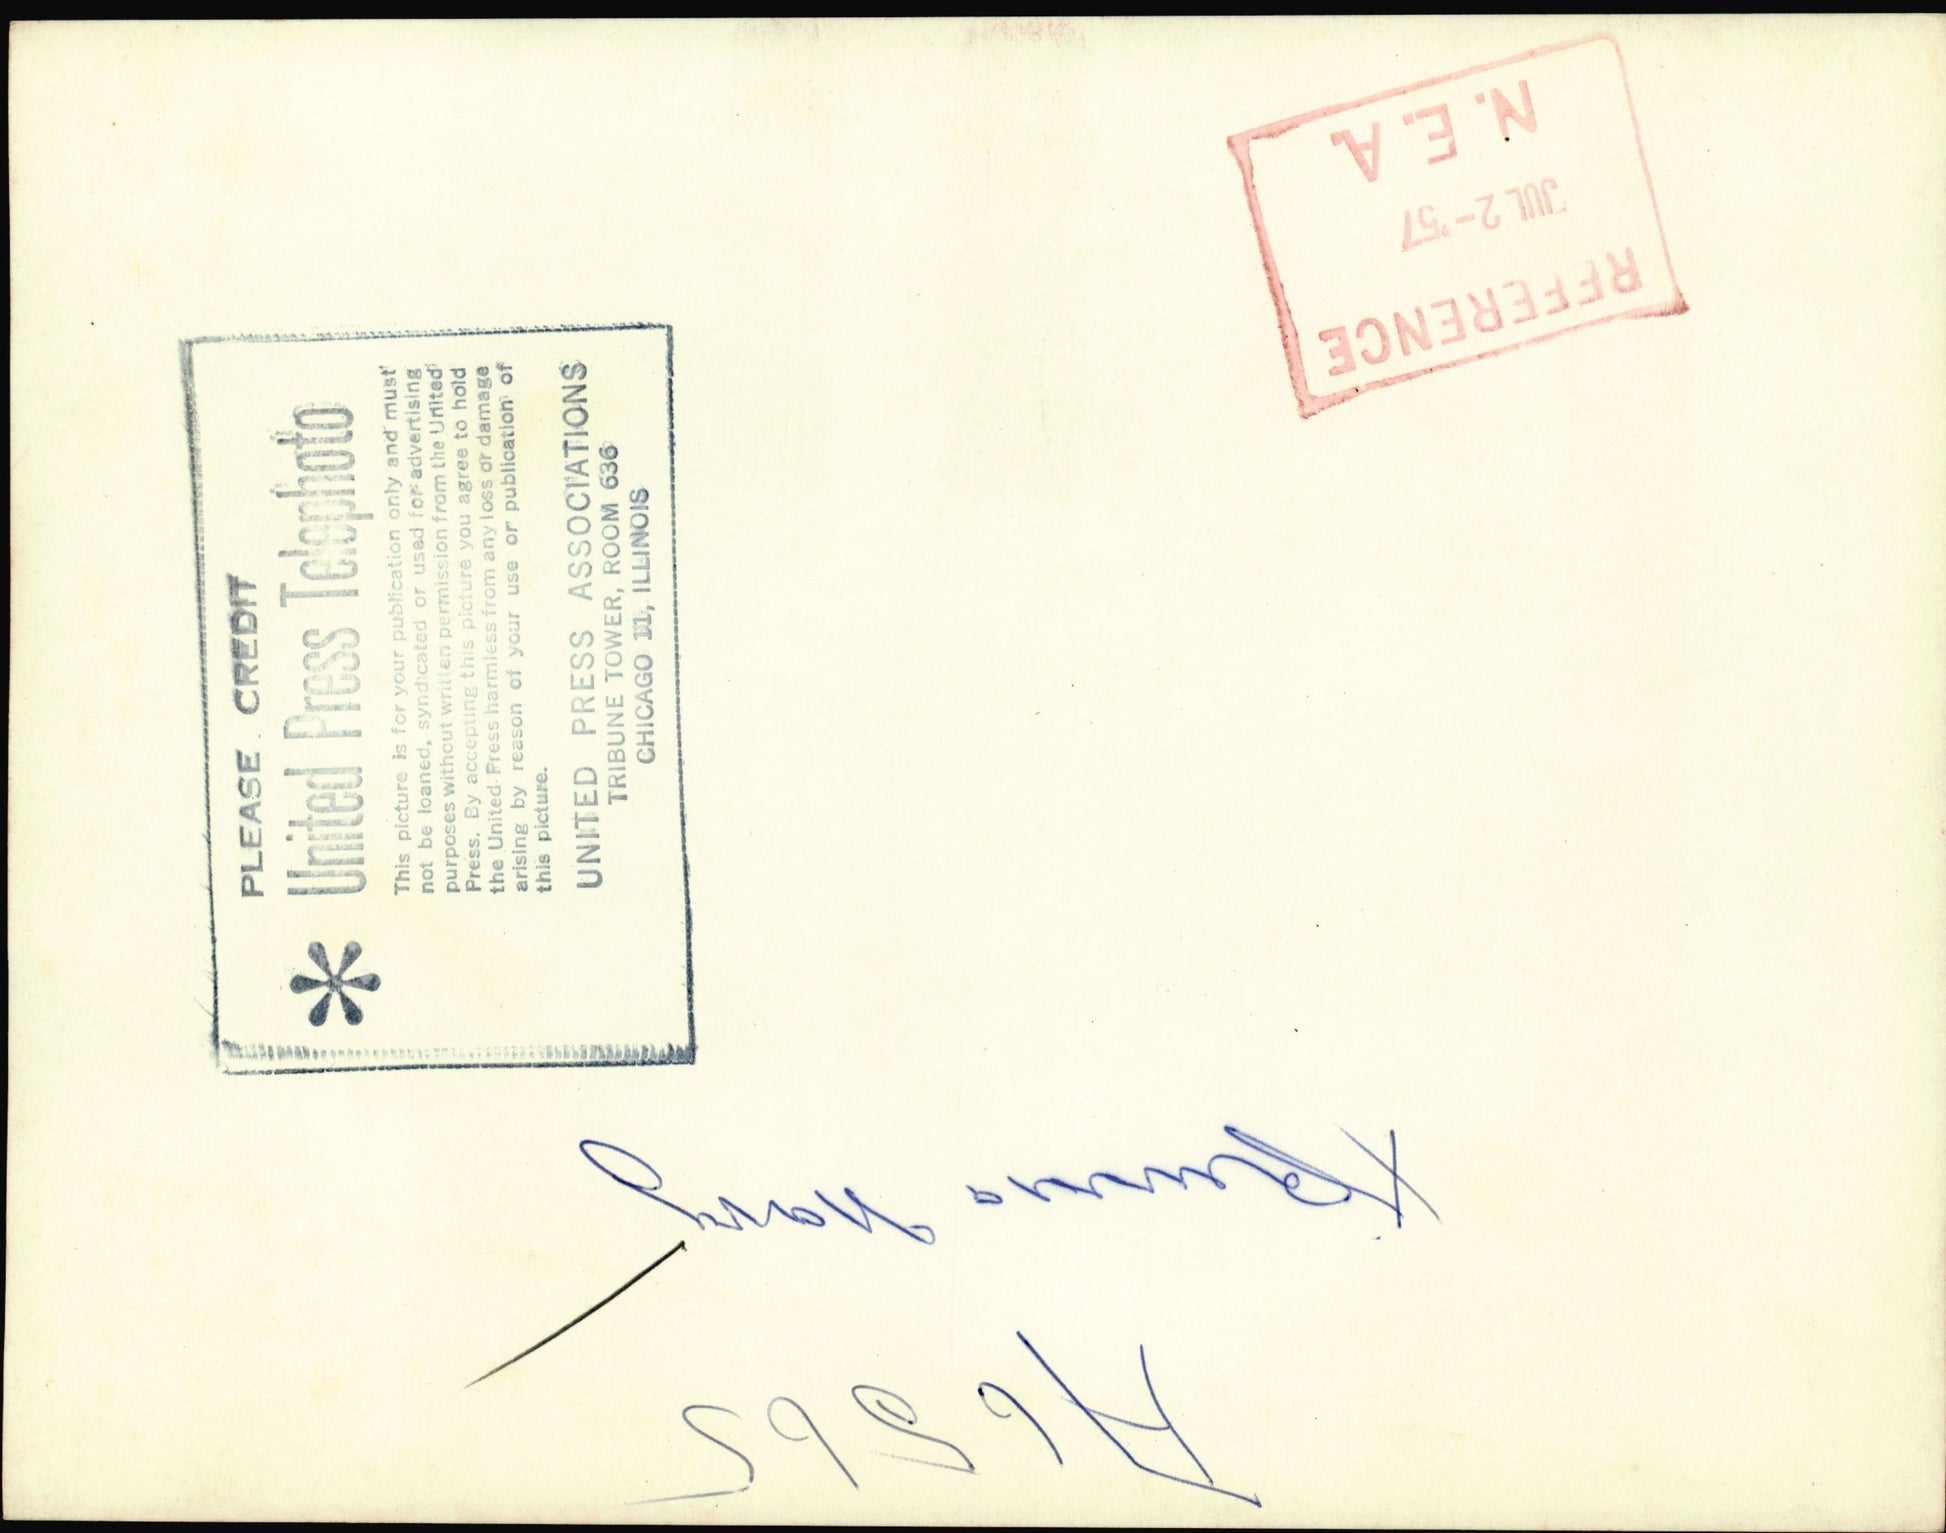 PLEASE CREDIT
United Press Telephoto
This picture is for your publication only and must
not be loaned, syndicated or used for advertising
purposes without written permission from the United
Press. By accepting this picture you agree to hold
the United Press harmless from any loss or damage
arising by reason of your use or publication of
this picture.
UNITED PRESS ASSOCIATIONS
TRIBUNE TOWER, ROOM 636
CHICAGO 11, ILLINOIS
REFERENCE
JUL 2-'57
N.E.A.